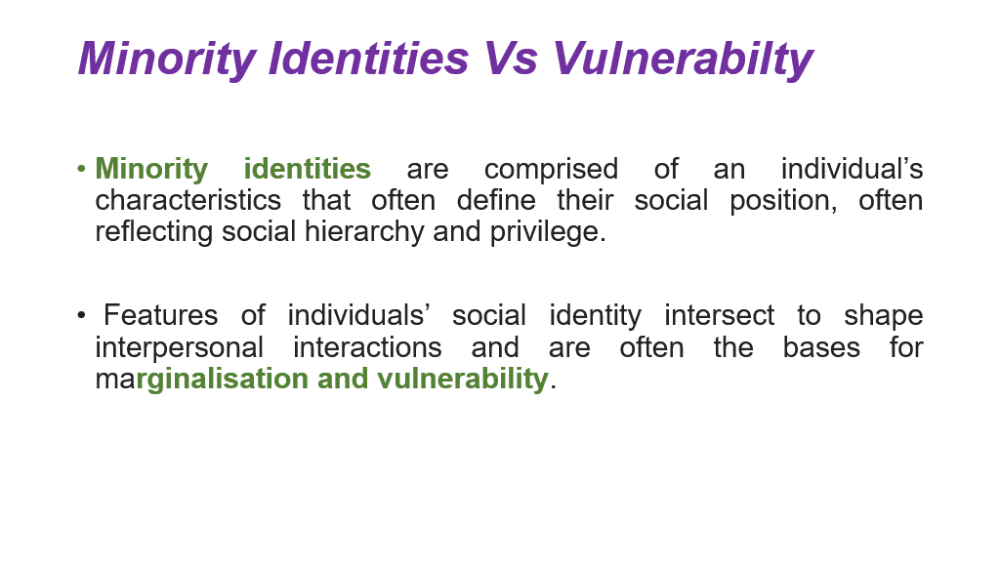 Minority Identities Vs Vulnerabilty
• Minority identities are comprised of an individual’s
characteristics that often define their social position, often
reflecting social hierarchy and privilege.
• Features of individuals’ social identity intersect to shape
interpersonal interactions and are often the bases for
marginalisation and vulnerability.